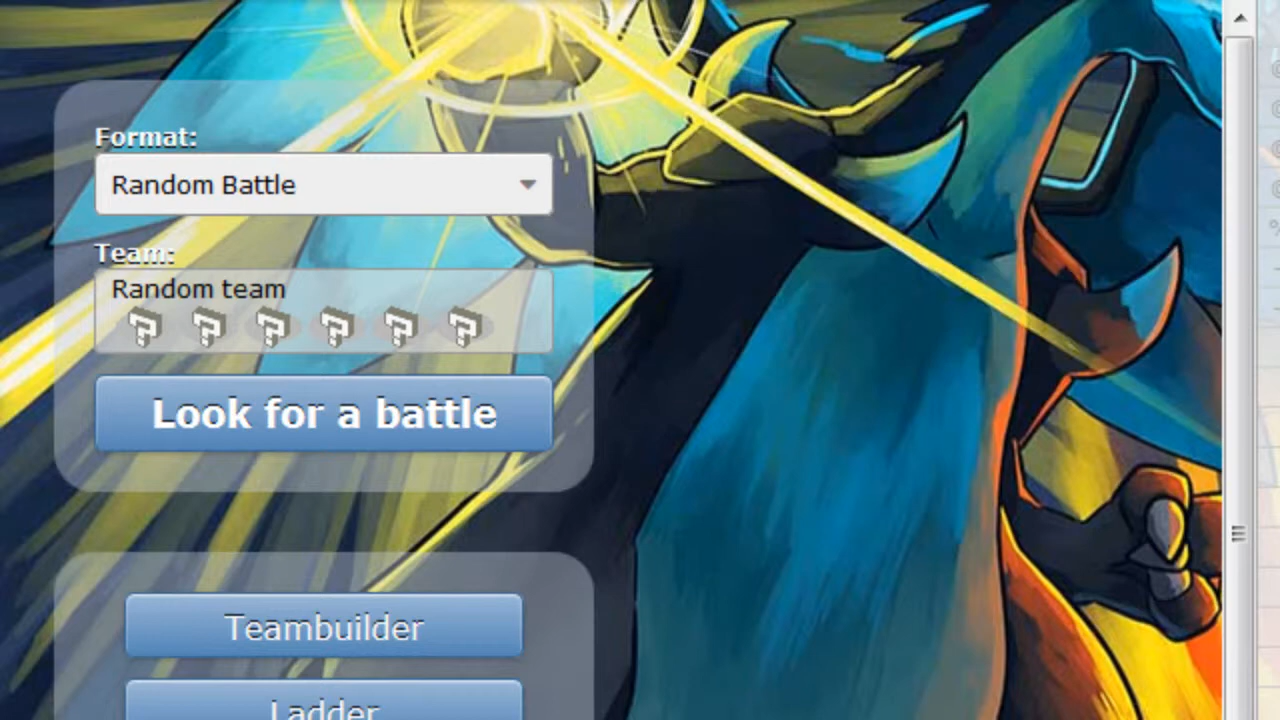 Format:
Random Battle
Team:
Random team
Look for a battle
Teambuilder
Ladder